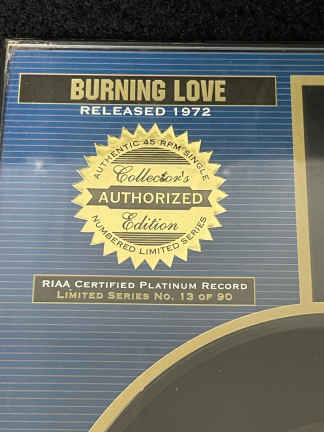 BURNING LOVE
RELEASED 1972
AUTHENTIC 45 RPM SINGLE
Collector's
AUTHORIZED
Edition
NUMBERED LIMITED SERIES
RIAA CERTIFIED PLATINUM RECORD
LIMITED SERIES NO. 13 OF 90